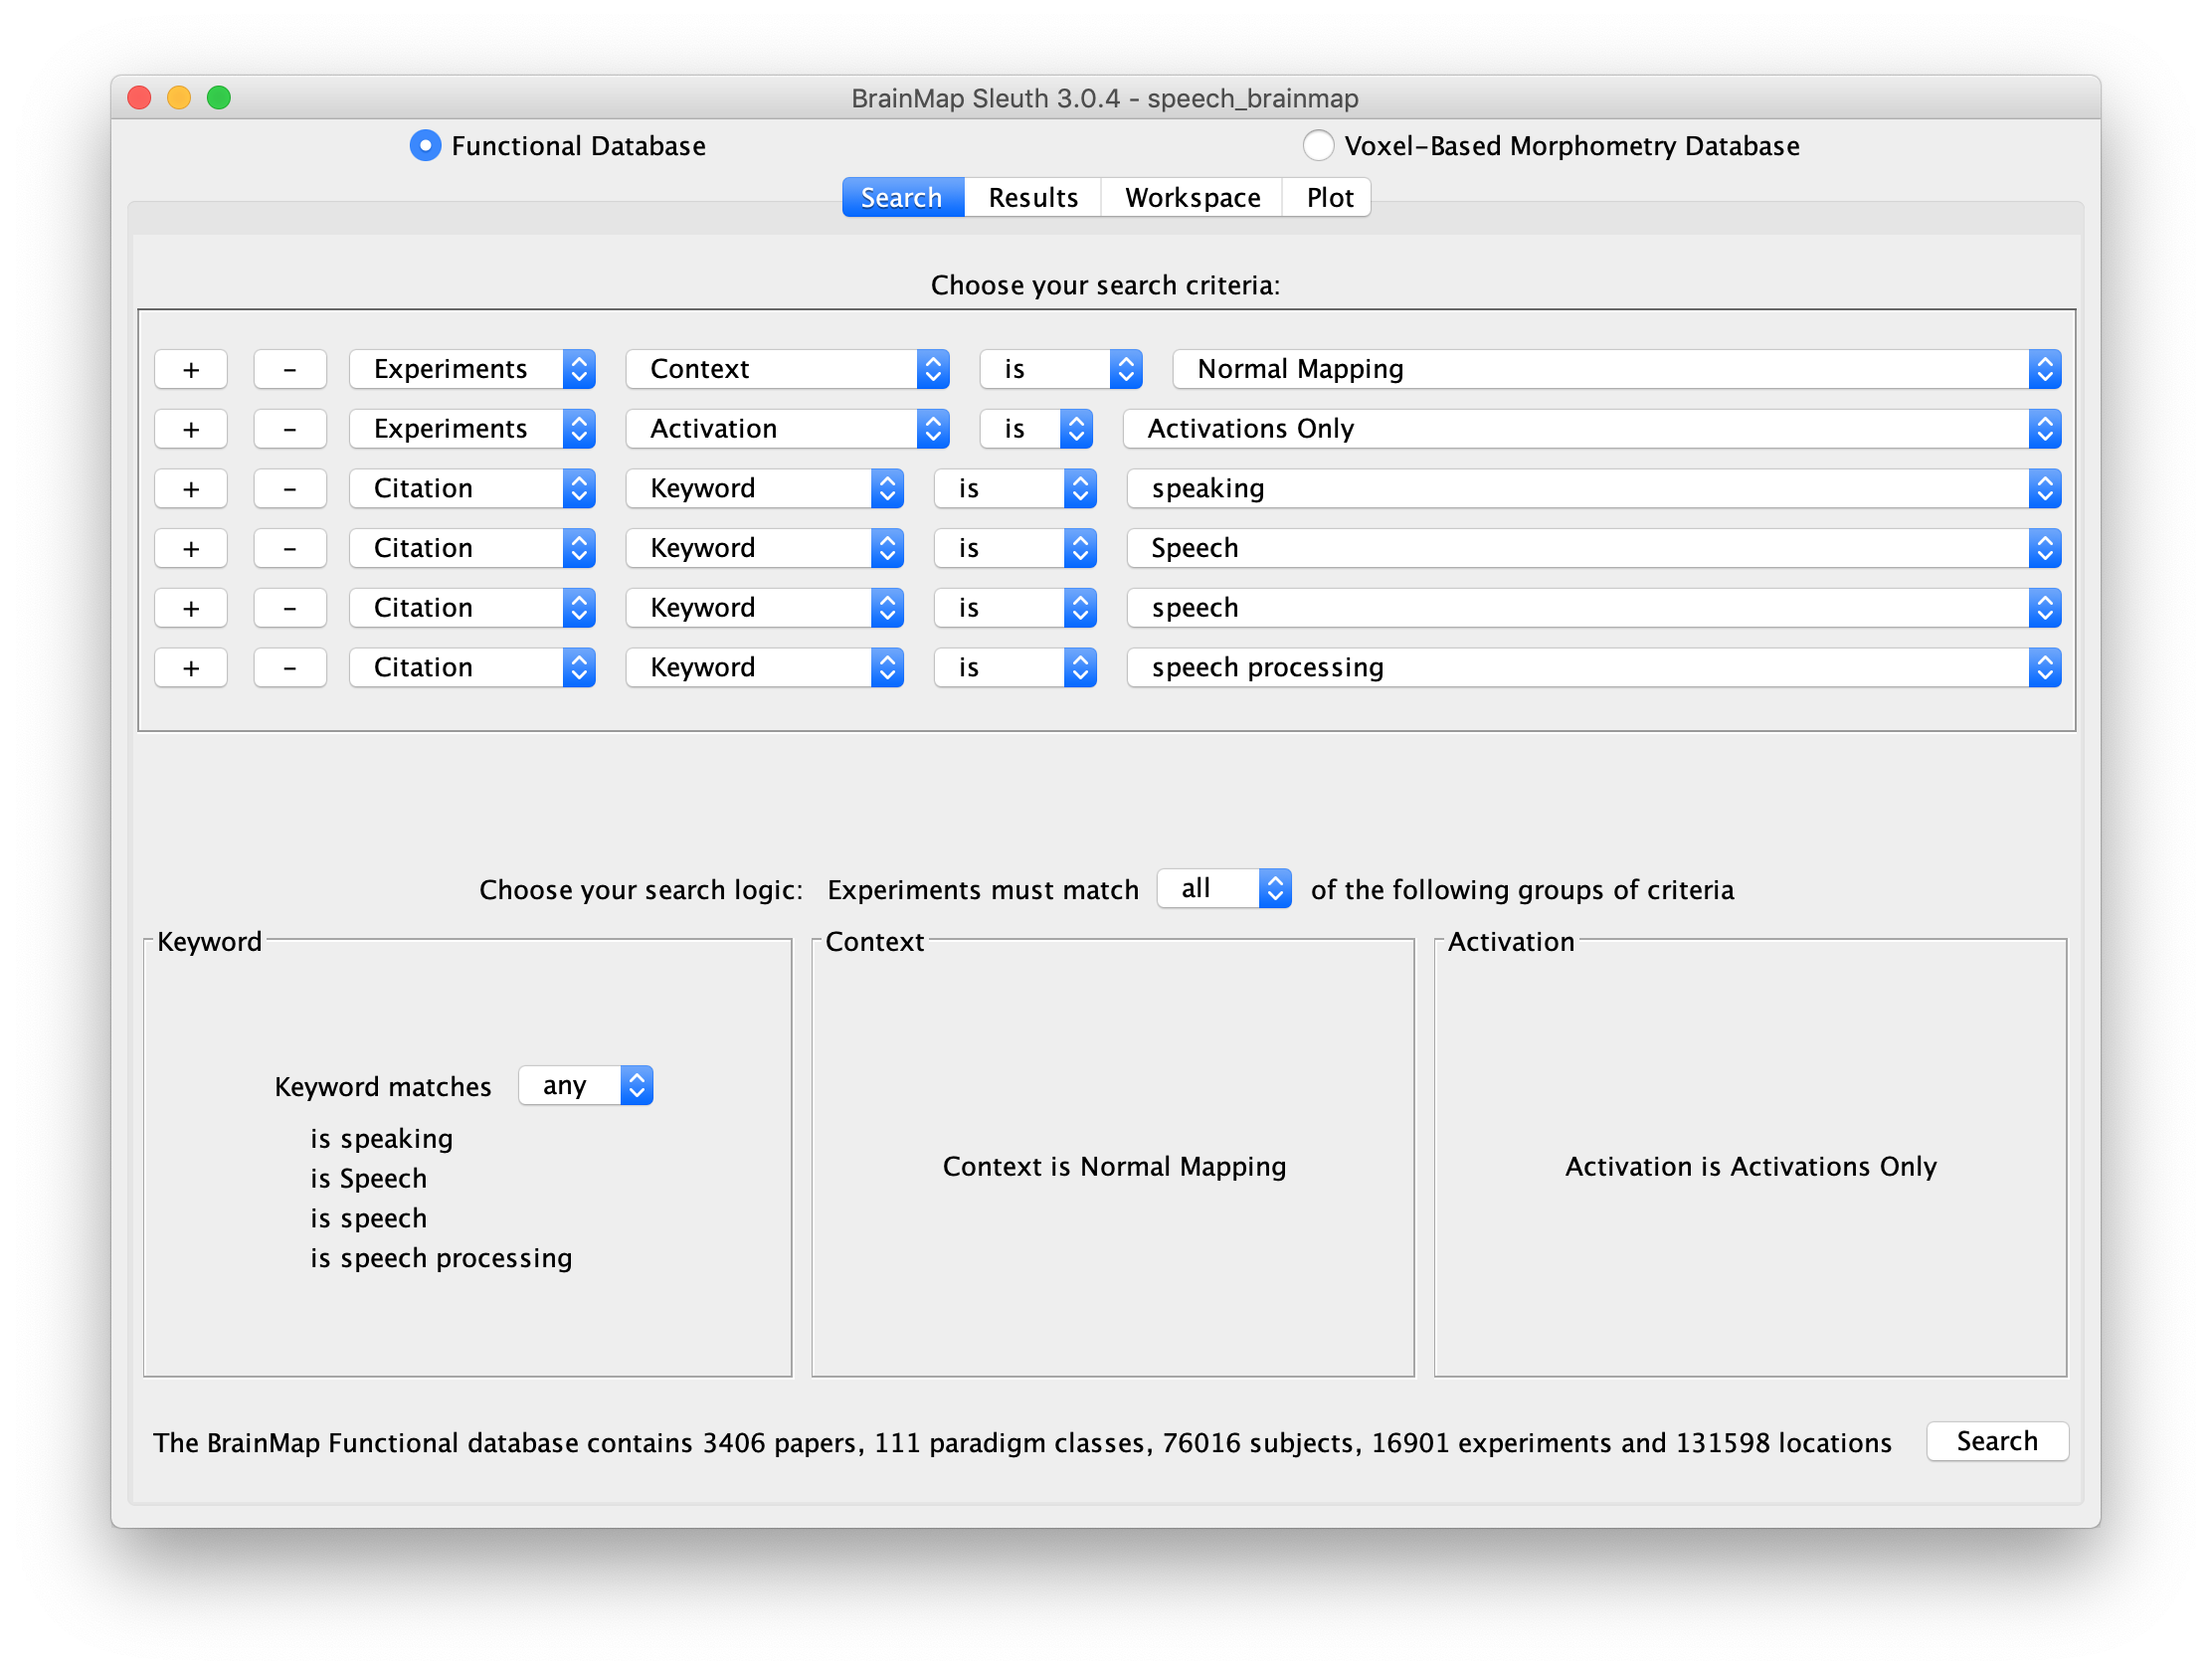 BrainMap Sleuth 3.0.4 - speech_brainmap
Functional Database Voxel-Based Morphometry Database
Search Results Workspace Plot
Choose your search criteria:
+ - Experiments Context is Normal Mapping
+ - Experiments Activation is Activations Only
+ - Citation Keyword is speaking
+ - Citation Keyword is Speech
+ - Citation Keyword is speech
+ - Citation Keyword is speech processing
Choose your search logic: Experiments must match all of the following groups of criteria
Keyword
Keyword matches any
is speaking
is Speech
is speech
is speech processing
Context
Context is Normal Mapping
Activation
Activation is Activations Only
The BrainMap Functional database contains 3406 papers, 111 paradigm classes, 76016 subjects, 16901 experiments and 131598 locations Search